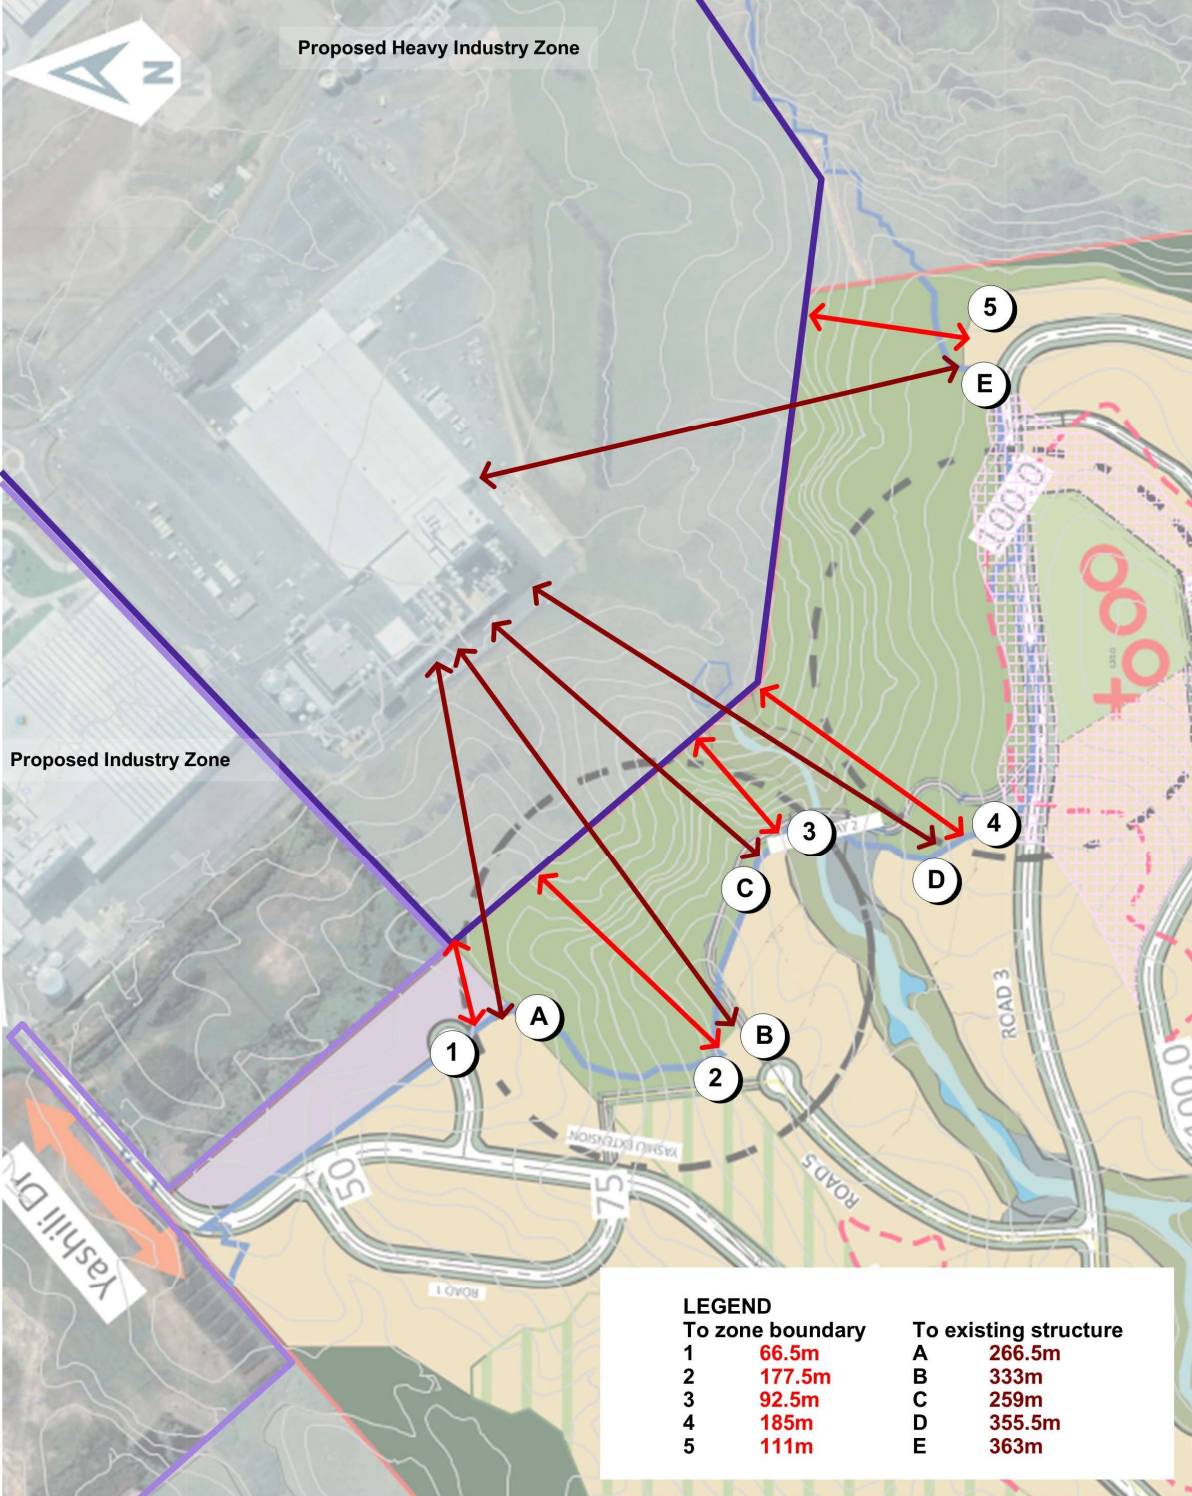 Proposed Heavy Industry Zone
N
5
E
100.0
Proposed Industry Zone
4
3
D
C
A
B
1
2
ROAD 3
YASHILI EXTENSION
50
75
ROAD 5
Yashili Dr
ROAD 1
LEGEND
To zone boundary To existing structure
1 66.5m A 266.5m
2 177.5m B 333m
3 92.5m C 259m
4 185m D 355.5m
5 111m E 363m